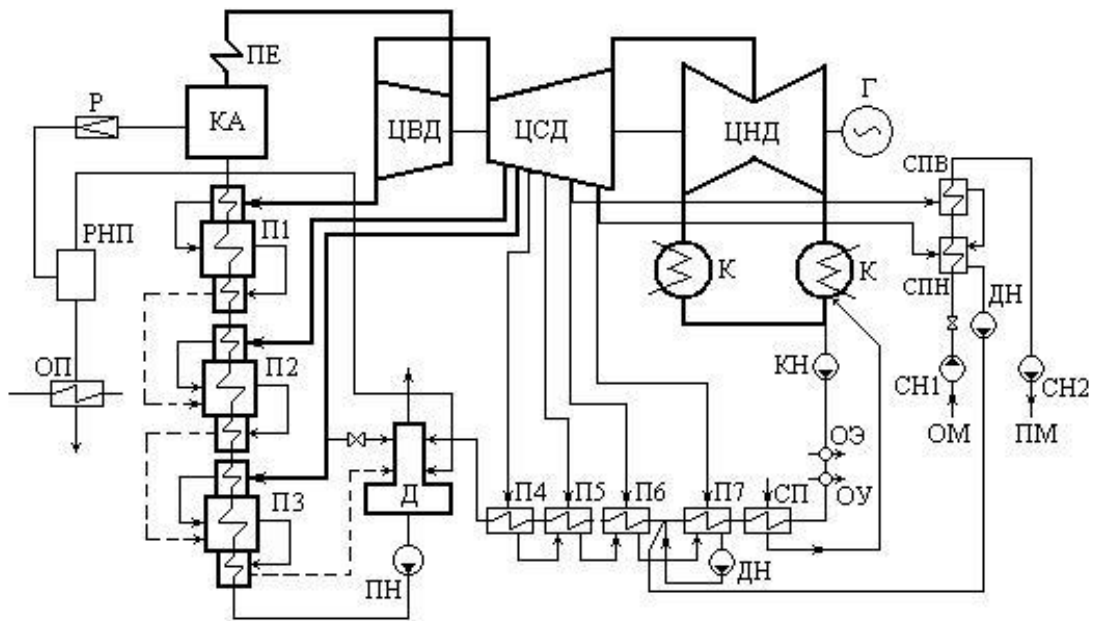 ПЕ
Г
Р
КА
ЦВД
ЦСД
ЦНД
СПВ
П1
РНП
К
К
СПН
ДН
ОП
П2
КН
СН1
СН2
ОМ
ПМ
ОЭ
ОУ
П3
Д
П4
П5
П6
П7
СП
ПН
ДН